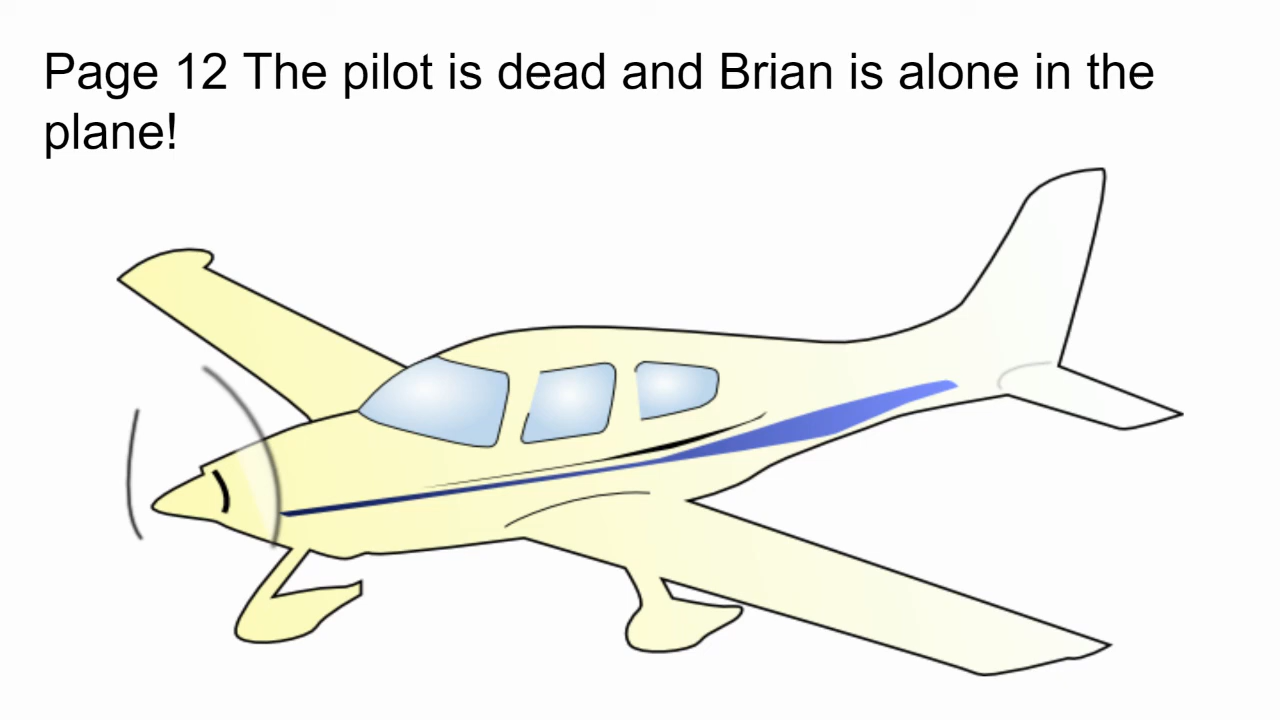 Page 12 The pilot is dead and Brian is alone in the
plane!